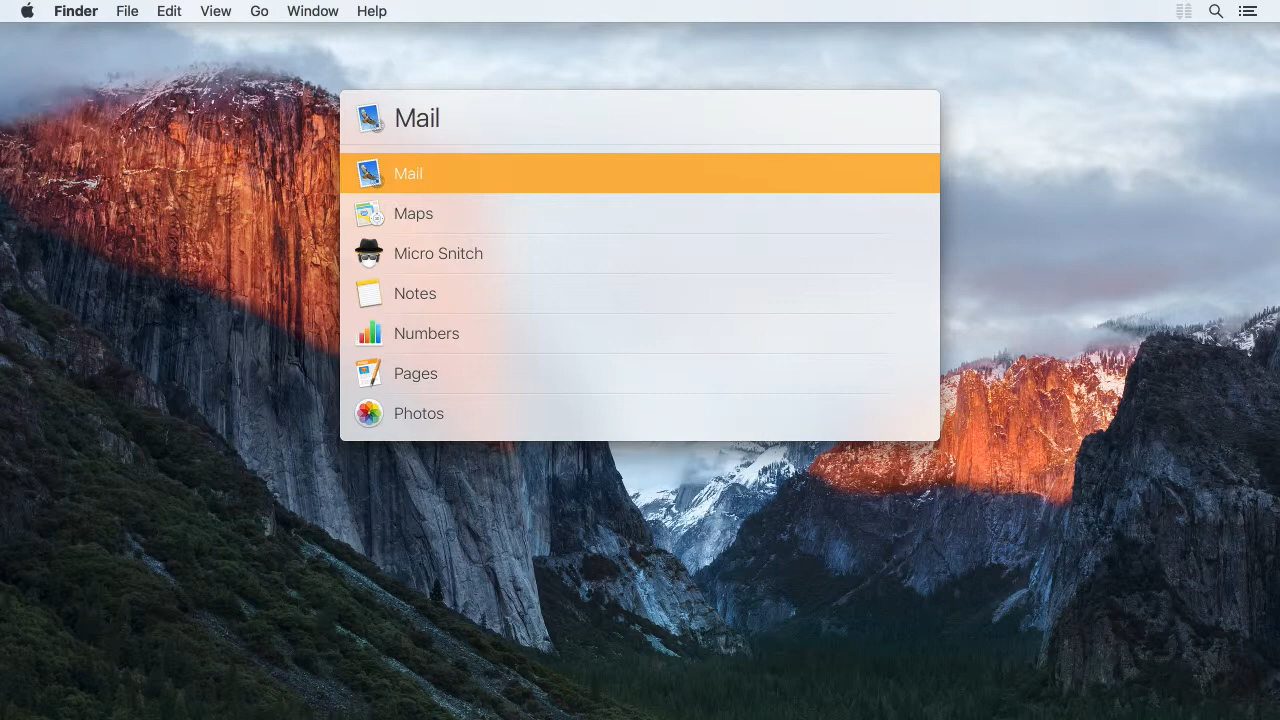 Finder File Edit View Go Window Help
Mail
Mail
Maps
Micro Snitch
Notes
Numbers
Pages
Photos